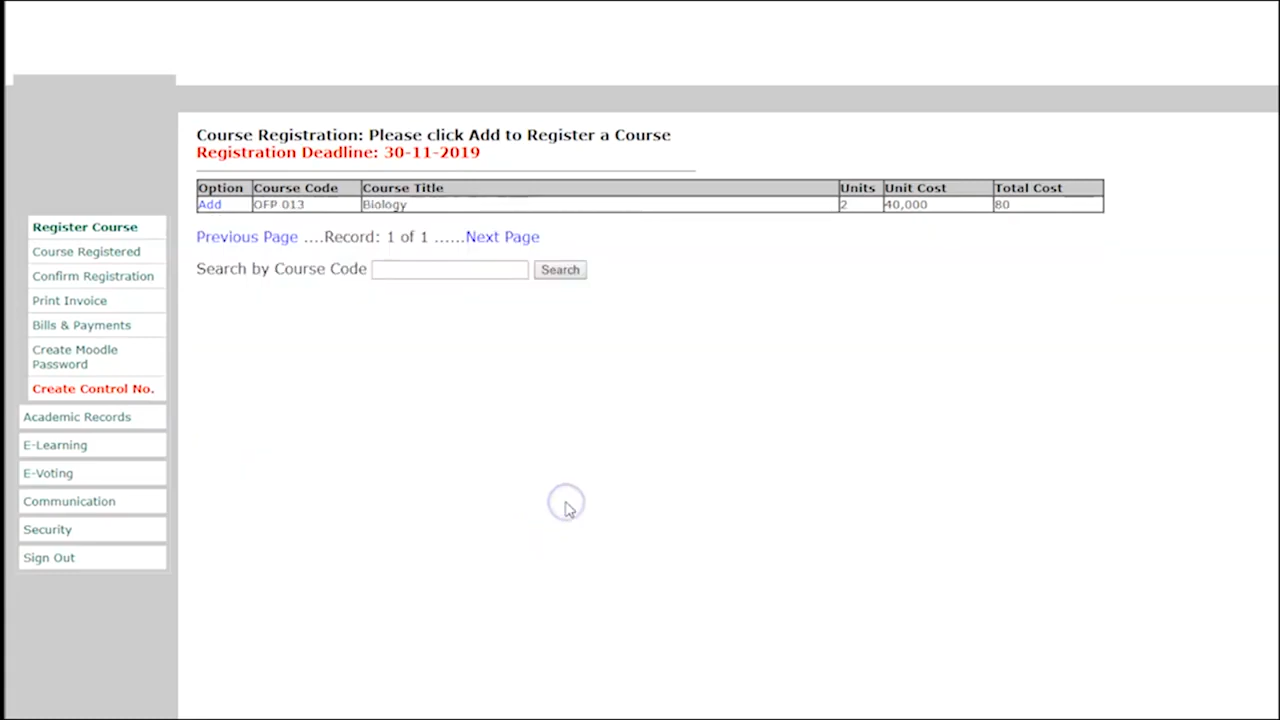 Course Registration: Please click Add to Register a Course
Registration Deadline: 30-11-2019
Option Course Code Course Title Units Unit Cost Total Cost
Add OFP 013 Biology 2 40,000 80
Previous Page ....Record: 1 of 1 ......Next Page
Search by Course Code Search
Register Course
Course Registered
Confirm Registration
Print Invoice
Bills & Payments
Create Moodle
Password
Create Control No.
Academic Records
E-Learning
E-Voting
Communication
Security
Sign Out